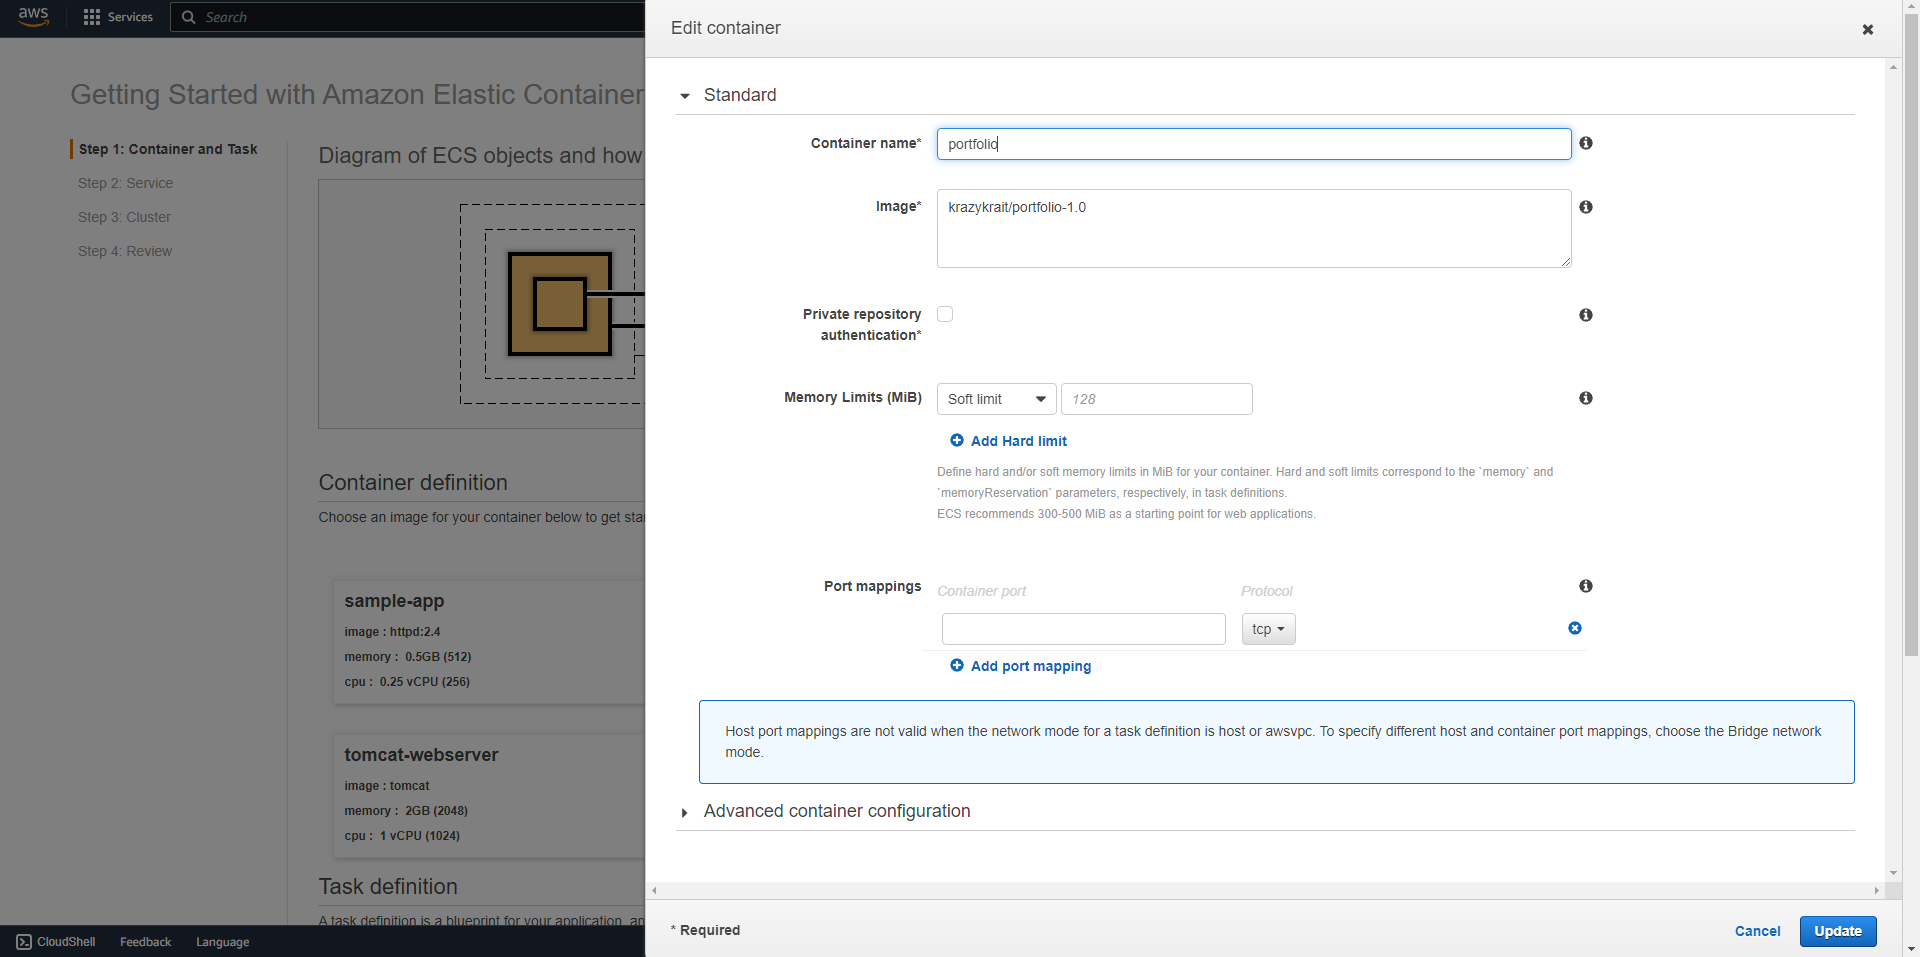 aws
Services
Search
Getting Started with Amazon Elastic Container
Step 1: Container and Task
Step 2: Service
Step 3: Cluster
Step 4: Review
Diagram of ECS objects and how
Container definition
Choose an image for your container below to get sta
sample-app
image : httpd:2.4
memory : 0.5GB (512)
cpu : 0.25 vCPU (256)
tomcat-webserver
image : tomcat
memory : 2GB (2048)
cpu : 1 vCPU (1024)
Task definition
A task definition is a blueprint for your application, an
CloudShell
Feedback
Language
Edit container
Standard
Container name*
portfolio
Image*
krazykrait/portfolio-1.0
Private repository
authentication*
Memory Limits (MiB)
Soft limit
128
Add Hard limit
Define hard and/or soft memory limits in MiB for your container. Hard and soft limits correspond to the `memory` and
`memoryReservation` parameters, respectively, in task definitions.
ECS recommends 300-500 MiB as a starting point for web applications.
Port mappings
Container port
Protocol
tcp
Add port mapping
Host port mappings are not valid when the network mode for a task definition is host or awsvpc. To specify different host and container port mappings, choose the Bridge network
mode.
Advanced container configuration
* Required
Cancel
Update